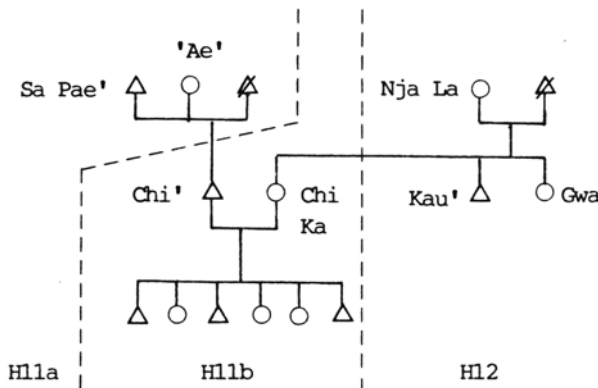 'Ae'
Sa Pae'
Nja La
Chi'
Chi
Ka
Kau'
Gwa
H11a
H11b
H12